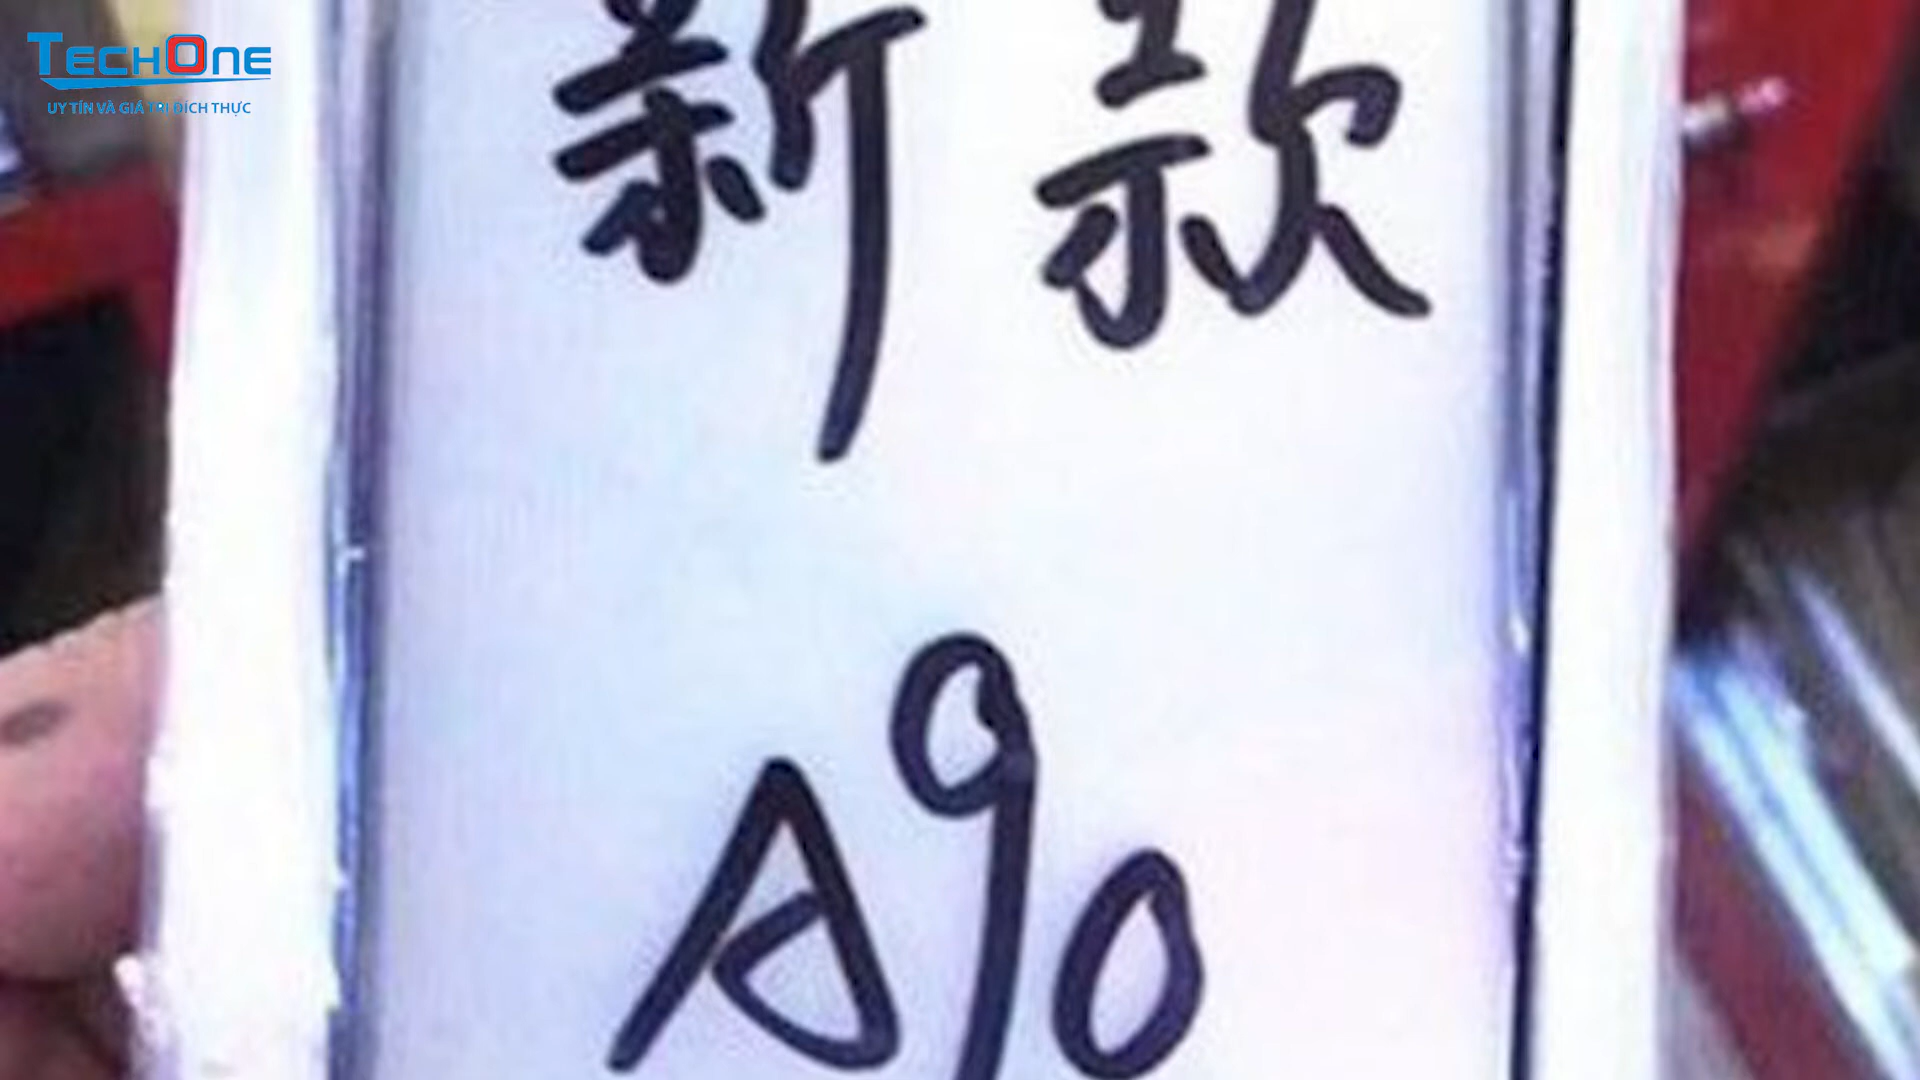 TECHONE
UY TÍN VÀ GIÁ TRỊ ĐÍCH THỰC
新款
A90